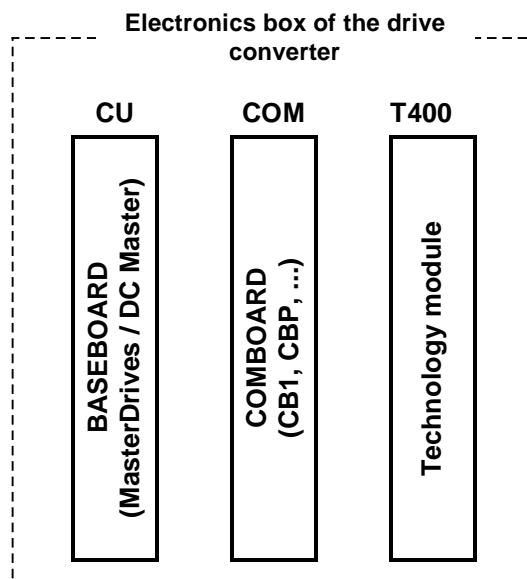 Electronics box of the drive
converter
CU
COM
T400
BASEBOARD
(MasterDrives / DC Master)
COMBOARD
(CB1, CBP, ...)
Technology module